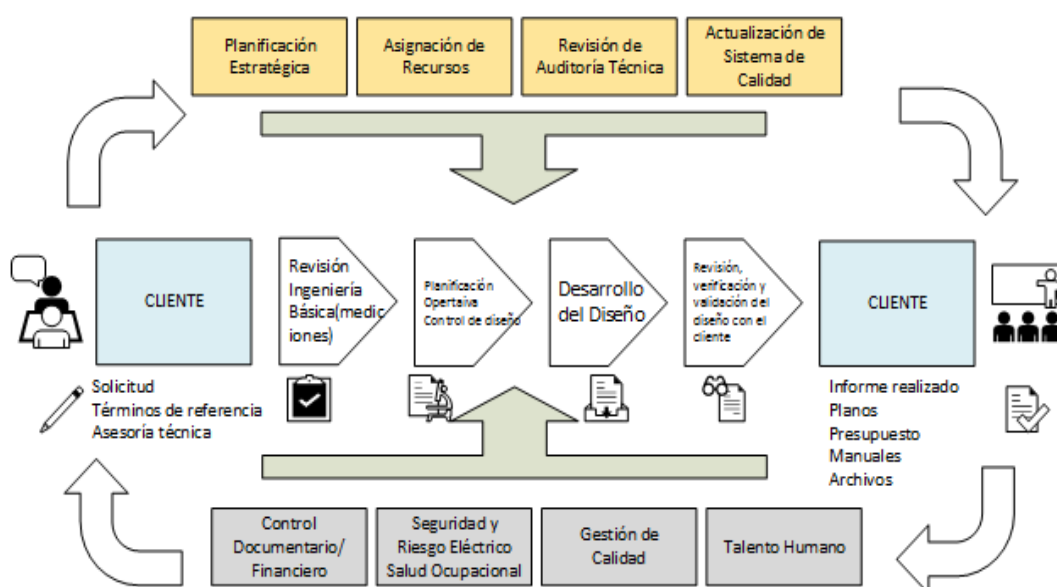 Planificación
Estratégica
Asignación de
Recursos
Revisión de
Auditoría Técnica
Actualización de
Sistema de
Calidad
CLIENTE
Revisión
Ingeniería
Básica(medic
iones)
Planificación
Opertaiva
Control de diseño
Desarrollo
del Diseño
Revisión,
verificación y
validación del
diseño con el
cliente
CLIENTE
Solicitud
Términos de referencia
Asesoría técnica
Informe realizado
Planos
Presupuesto
Manuales
Archivos
Control
Documentario/
Financiero
Seguridad y
Riesgo Eléctrico
Salud Ocupacional
Gestión de
Calidad
Talento Humano